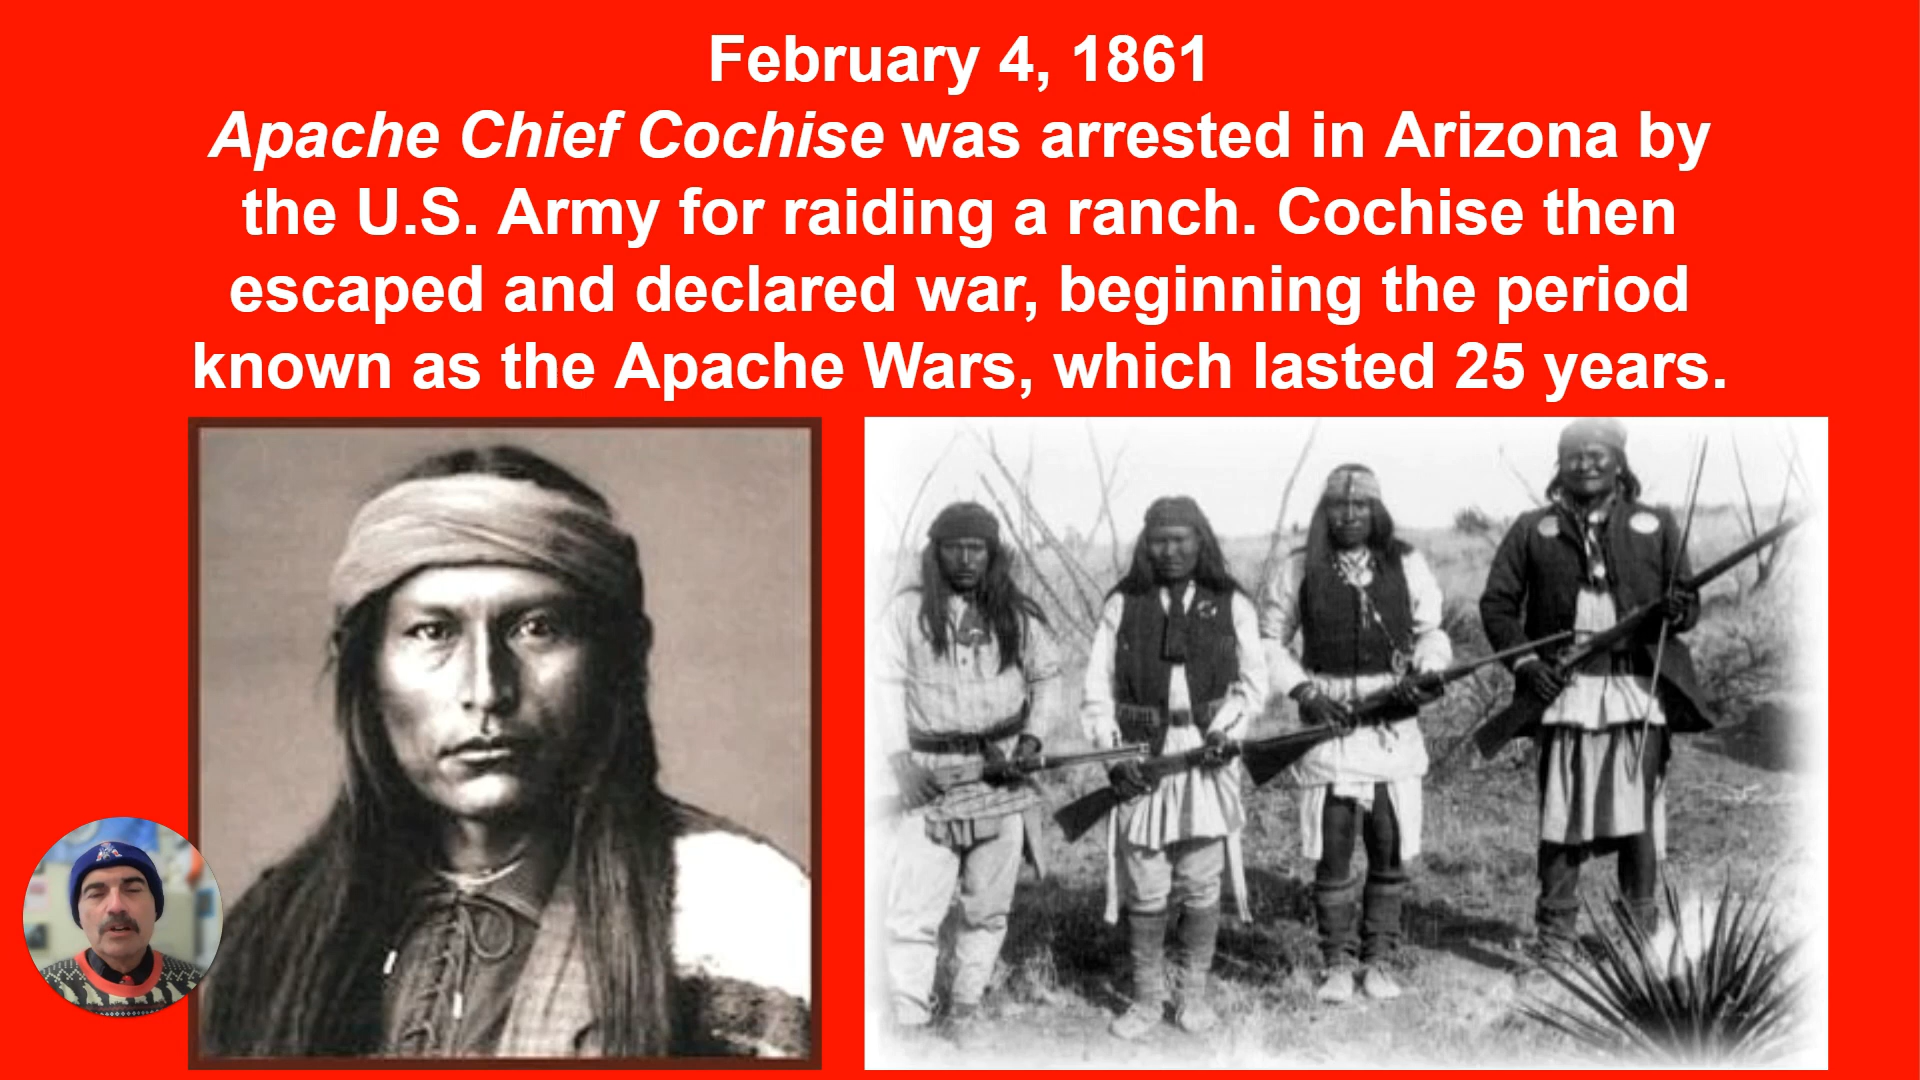 February 4, 1861
Apache Chief Cochise was arrested in Arizona by
the U.S. Army for raiding a ranch. Cochise then
escaped and declared war, beginning the period
known as the Apache Wars, which lasted 25 years.